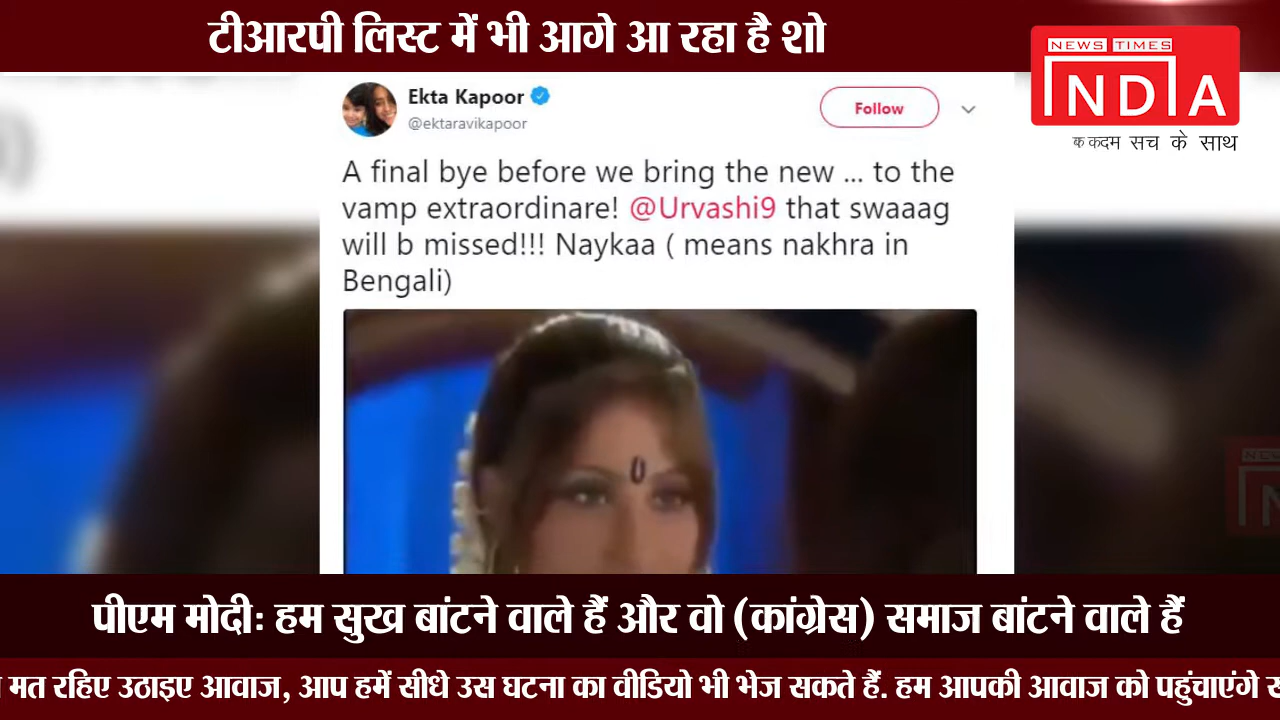 टीआरपी लिस्ट में भी आगे आ रहा है शो
NEWS TIMES
INDIA
क कदम सच के साथ
Ekta Kapoor
@ektaravikapoor
Follow
A final bye before we bring the new ... to the
vamp extraordinare! @Urvashi9 that swaaag
will b missed!!! Naykaa ( means nakhra in
Bengali)
पीएम मोदीः हम सुख बांटने वाले हैं और वो (कांग्रेस) समाज बांटने वाले हैं
मत रहिए उठाइए आवाज, आप हमें सीधे उस घटना का वीडियो भी भेज सकते हैं. हम आपकी आवाज को पहुंचाएंगे